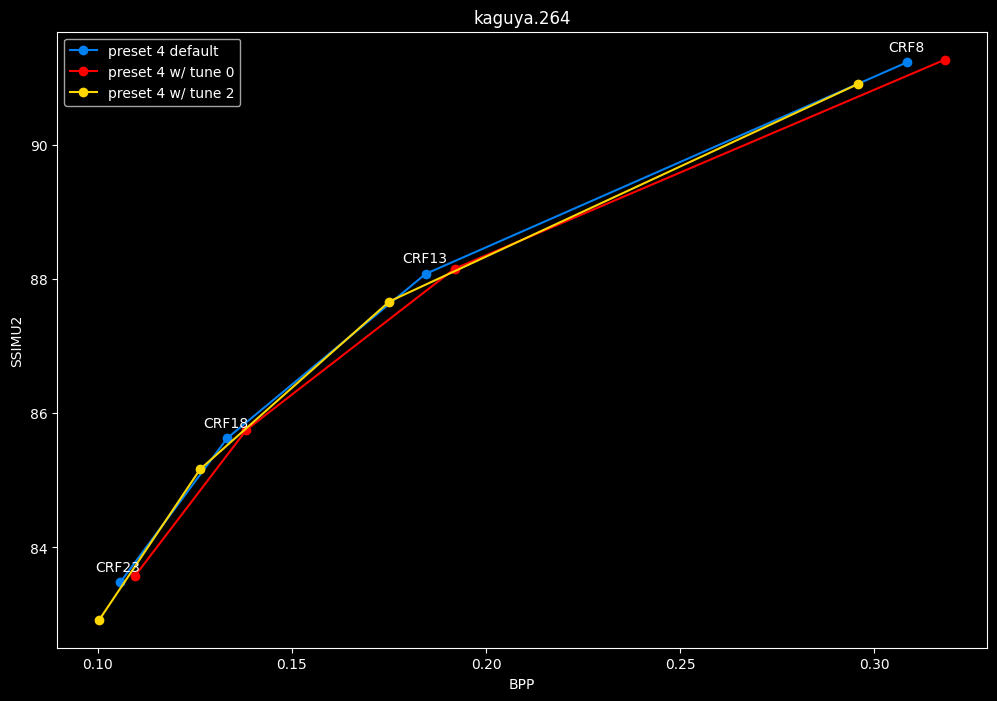 kaguya.264
preset 4 default
preset 4 w/ tune 0
preset 4 w/ tune 2
CRF8
CRF13
CRF18
CRF23
90
88
86
84
SSIMU2
0.10
0.15
0.20
0.25
0.30
BPP